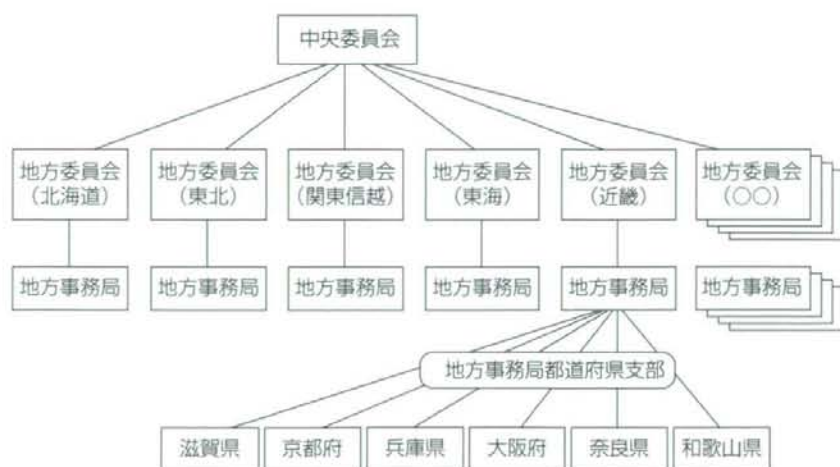 中央委員会
地方委員会
(北海道)
地方委員会
(東北)
地方委員会
(関東信越)
地方委員会
(東海)
地方委員会
(近畿)
地方委員会
(○○)
地方事務局
地方事務局
地方事務局
地方事務局
地方事務局
地方事務局
地方事務局都道府県支部
滋賀県
京都府
兵庫県
大阪府
奈良県
和歌山県